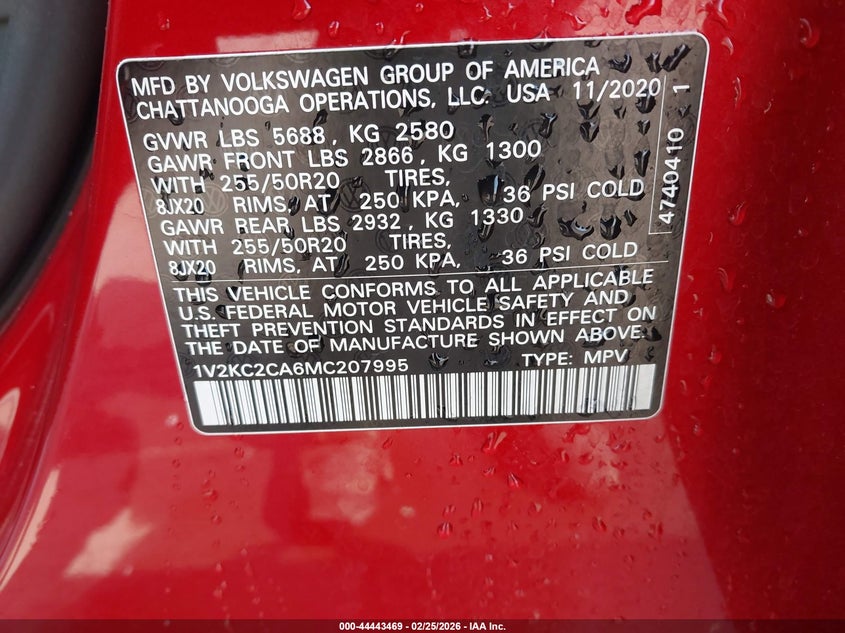 MFD BY VOLKSWAGEN GROUP OF AMERICA
CHATTANOOGA OPERATIONS, LLC. USA 11/2020
GVWR LBS 5688, KG 2580
GAWR FRONT LBS 2866, KG 1300
WITH 255/50R20 TIRES,
8JX20 RIMS, AT 250 KPA, 36 PSI COLD
GAWR REAR LBS 2932, KG 1330
WITH 255/50R20 TIRES,
8JX20 RIMS, AT 250 KPA, 36 PSI COLD
THIS VEHICLE CONFORMS TO ALL APPLICABLE
U.S. FEDERAL MOTOR VEHICLE SAFETY AND
THEFT PREVENTION STANDARDS IN EFFECT ON
THE DATE OF MANUFACTURE SHOWN ABOVE.
1V2KC2CA6MC207995 TYPE: MPV
4740410 1
000-44443469 - 02/25/2026 - IAA Inc.